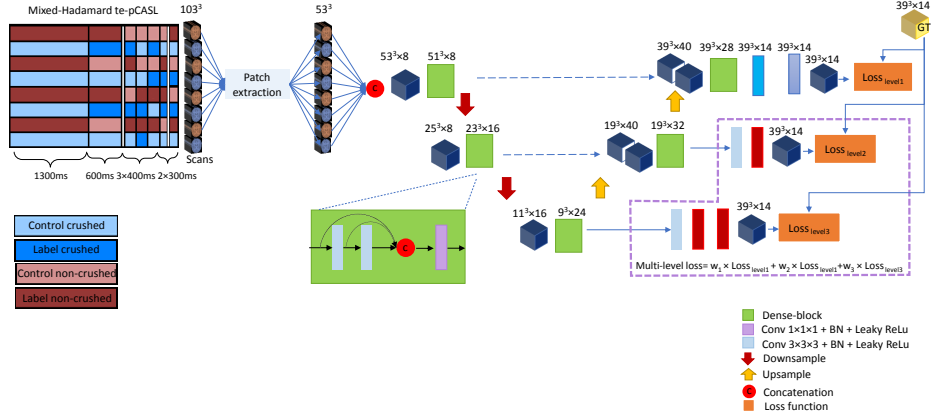 Mixed-Hadamard te-pCASL
103³
53³
39³×14
GT
Patch
extraction
C
53³×8
51³×8
39³×40
39³×28
39³×14
39³×14
39³×14
Loss level1
Scans
1300ms
600ms
3×400ms
2×300ms
25³×8
23³×16
19³×40
19³×32
39³×14
Loss level2
11³×16
9³×24
39³×14
Loss level3
C
Multi-level loss= w₁ × Loss level1 + w₂ × Loss level1 +w₃ × Loss level3
Control crushed
Label crushed
Control non-crushed
Label non-crushed
Dense-block
Conv 1×1×1 + BN + Leaky ReLu
Conv 3×3×3 + BN + Leaky ReLu
Downsample
Upsample
C
Concatenation
Loss function